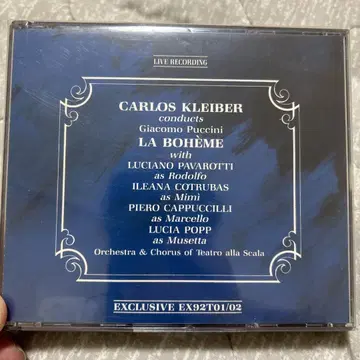 LIVE RECORDING
CARLOS KLEIBER
conducts
Giacomo Puccini
LA BOHÈME
with
LUCIANO PAVAROTTI
as Rodolfo
ILEANA COTRUBAS
as Mimì
PIERO CAPPUCCILLI
as Marcello
LUCIA POPP
as Musetta
Orchestra & Chorus of Teatro alla Scala
EXCLUSIVE EX92T01/02